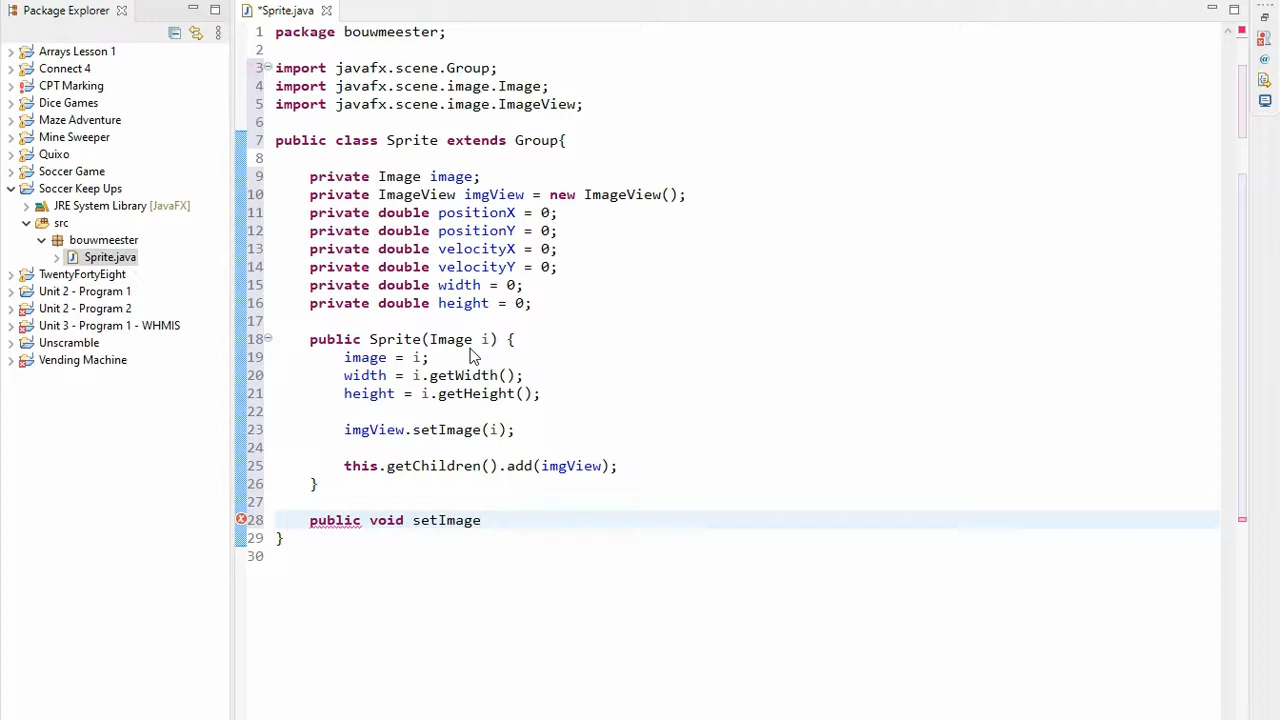 Package Explorer
*Sprite.java
Arrays Lesson 1
Connect 4
CPT Marking
Dice Games
Maze Adventure
Mine Sweeper
Quixo
Soccer Game
Soccer Keep Ups
JRE System Library [JavaFX]
src
bouwmeester
Sprite.java
TwentyFortyEight
Unit 2 - Program 1
Unit 2 - Program 2
Unit 3 - Program 1 - WHMIS
Unscramble
Vending Machine
1 package bouwmeester;
2
3 import javafx.scene.Group;
4 import javafx.scene.image.Image;
5 import javafx.scene.image.ImageView;
6
7 public class Sprite extends Group{
8
9 private Image image;
10 private ImageView imgView = new ImageView();
11 private double positionX = 0;
12 private double positionY = 0;
13 private double velocityX = 0;
14 private double velocityY = 0;
15 private double width = 0;
16 private double height = 0;
17
18 public Sprite(Image i) {
19 image = i;
20 width = i.getWidth();
21 height = i.getHeight();
22
23 imgView.setImage(i);
24
25 this.getChildren().add(imgView);
26 }
27
28 public void setImage
29 }
30